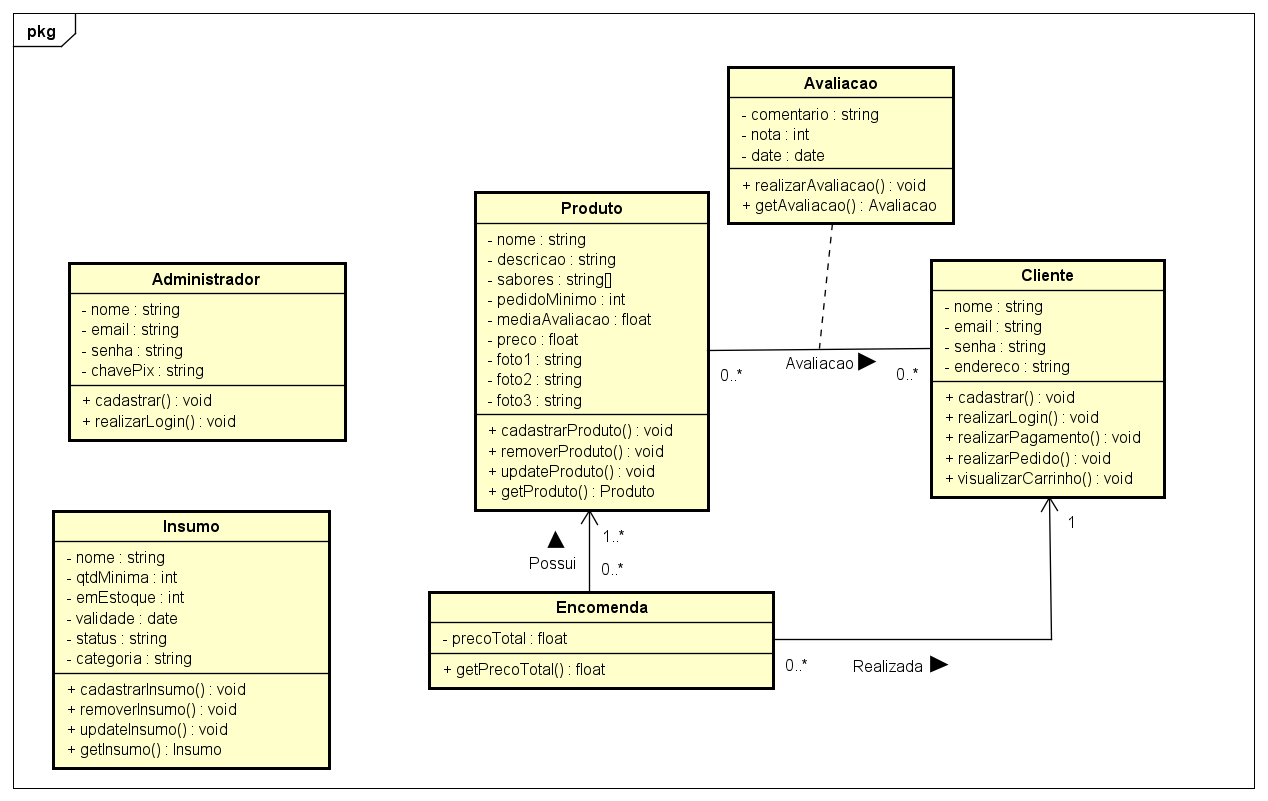 pkg
Avaliacao
- comentario : string
- nota : int
- date : date
+ realizarAvaliacao() : void
+ getAvaliacao() : Avaliacao
Produto
- nome : string
- descricao : string
- sabores : string[]
- pedidoMinimo : int
- mediaAvaliacao : float
- preco : float
- foto1 : string
- foto2 : string
- foto3 : string
+ cadastrarProduto() : void
+ removerProduto() : void
+ updateProduto() : void
+ getProduto() : Produto
Administrador
- nome : string
- email : string
- senha : string
- chavePix : string
+ cadastrar() : void
+ realizarLogin() : void
Cliente
- nome : string
- email : string
- senha : string
- endereco : string
+ cadastrar() : void
+ realizarLogin() : void
+ realizarPagamento() : void
+ realizarPedido() : void
+ visualizarCarrinho() : void
0..*
Avaliacao
0..*
Insumo
- nome : string
- qtdMinima : int
- emEstoque : int
- validade : date
- status : string
- categoria : string
+ cadastrarInsumo() : void
+ removerInsumo() : void
+ updateInsumo() : void
+ getInsumo() : Insumo
1..*
Possui
0..*
1
Encomenda
- precoTotal : float
+ getPrecoTotal() : float
0..*
Realizada